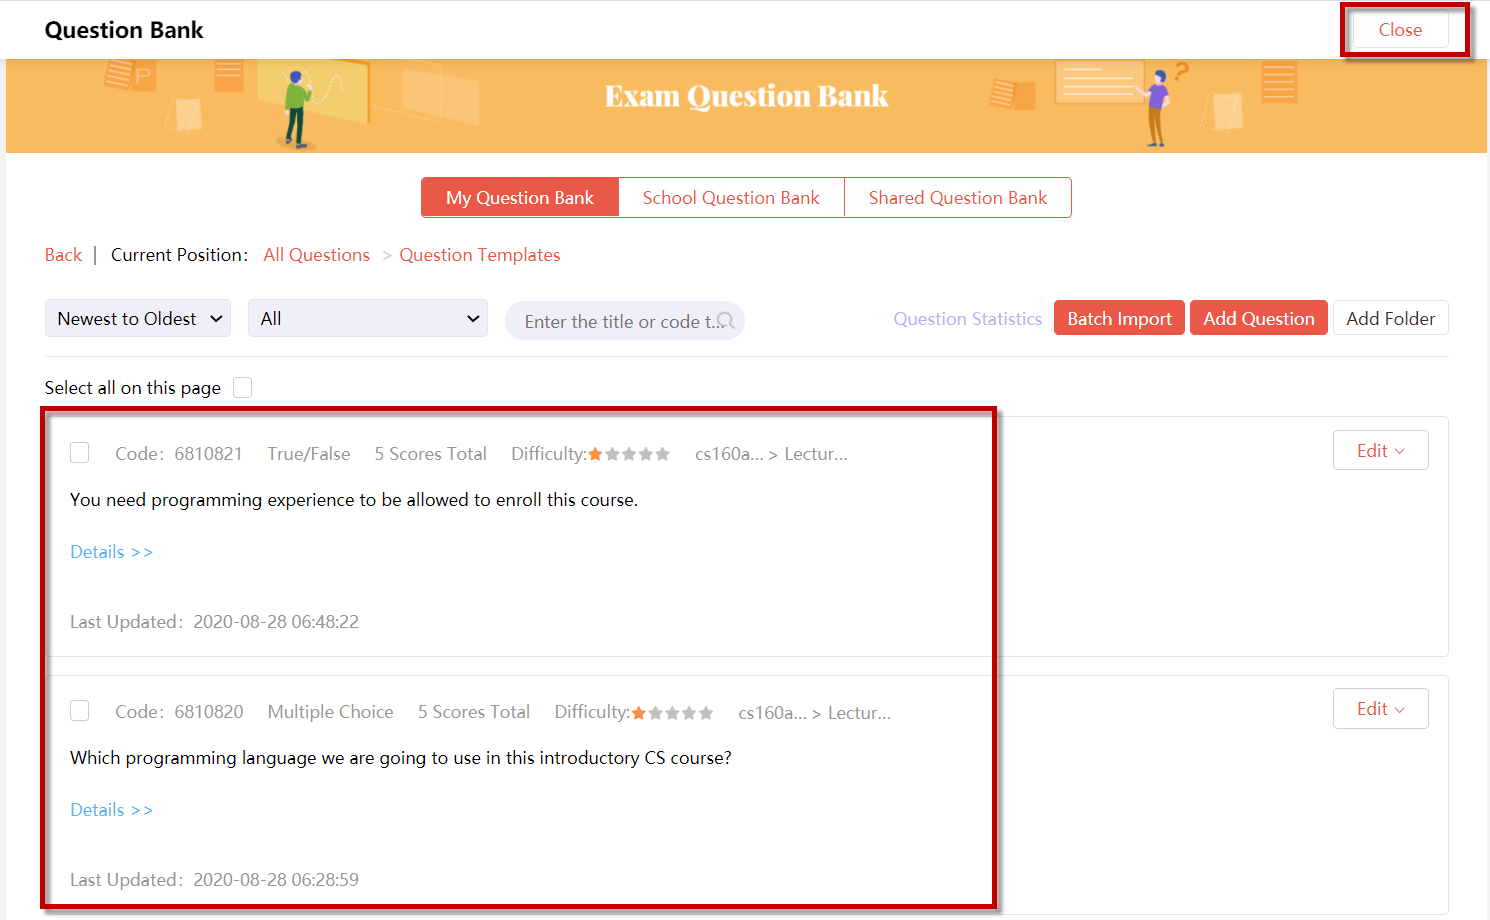 Question Bank
Close
P
?
Exam Question Bank
My Question Bank School Question Bank Shared Question Bank
Back | Current Position: All Questions > Question Templates
Newest to Oldest All Enter the title or code t... Question Statistics Batch Import Add Question Add Folder
Select all on this page
Code: 6810821 True/False 5 Scores Total Difficulty: cs160a... > Lectur... Edit
You need programming experience to be allowed to enroll this course.
Details >>
Last Updated: 2020-08-28 06:48:22
Code: 6810820 Multiple Choice 5 Scores Total Difficulty: cs160a... > Lectur... Edit
Which programming language we are going to use in this introductory CS course?
Details >>
Last Updated: 2020-08-28 06:28:59